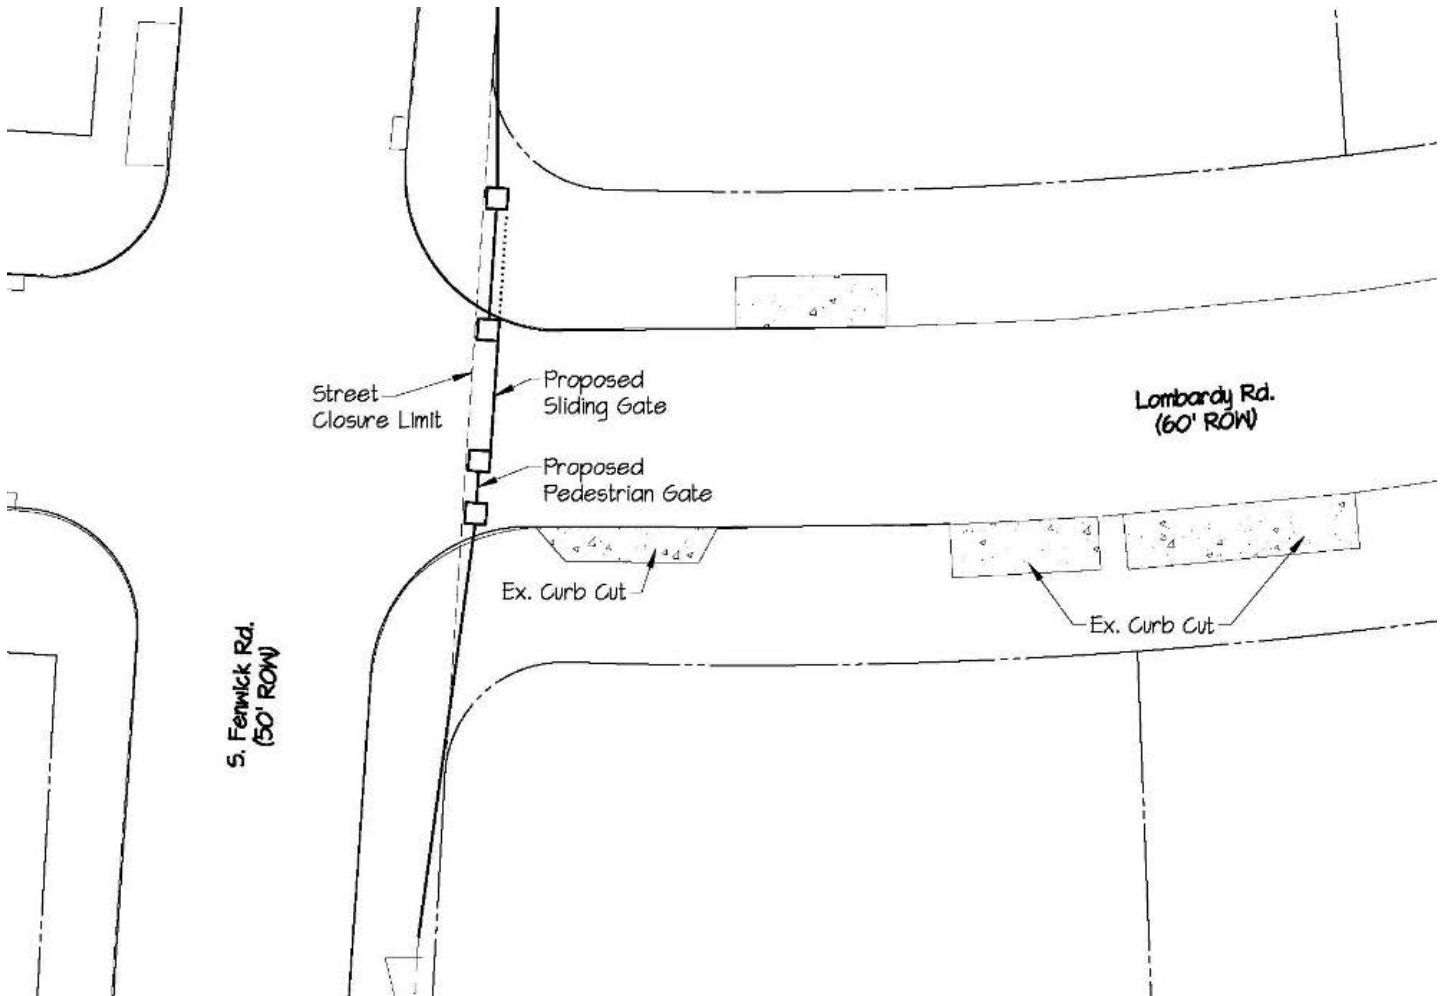 Street
Closure Limit
Proposed
Sliding Gate
Lombardy Rd.
(60' ROW)
Proposed
Pedestrian Gate
Ex. Curb Cut
Ex. Curb Cut
S. Fenwick Rd.
(50' ROW)